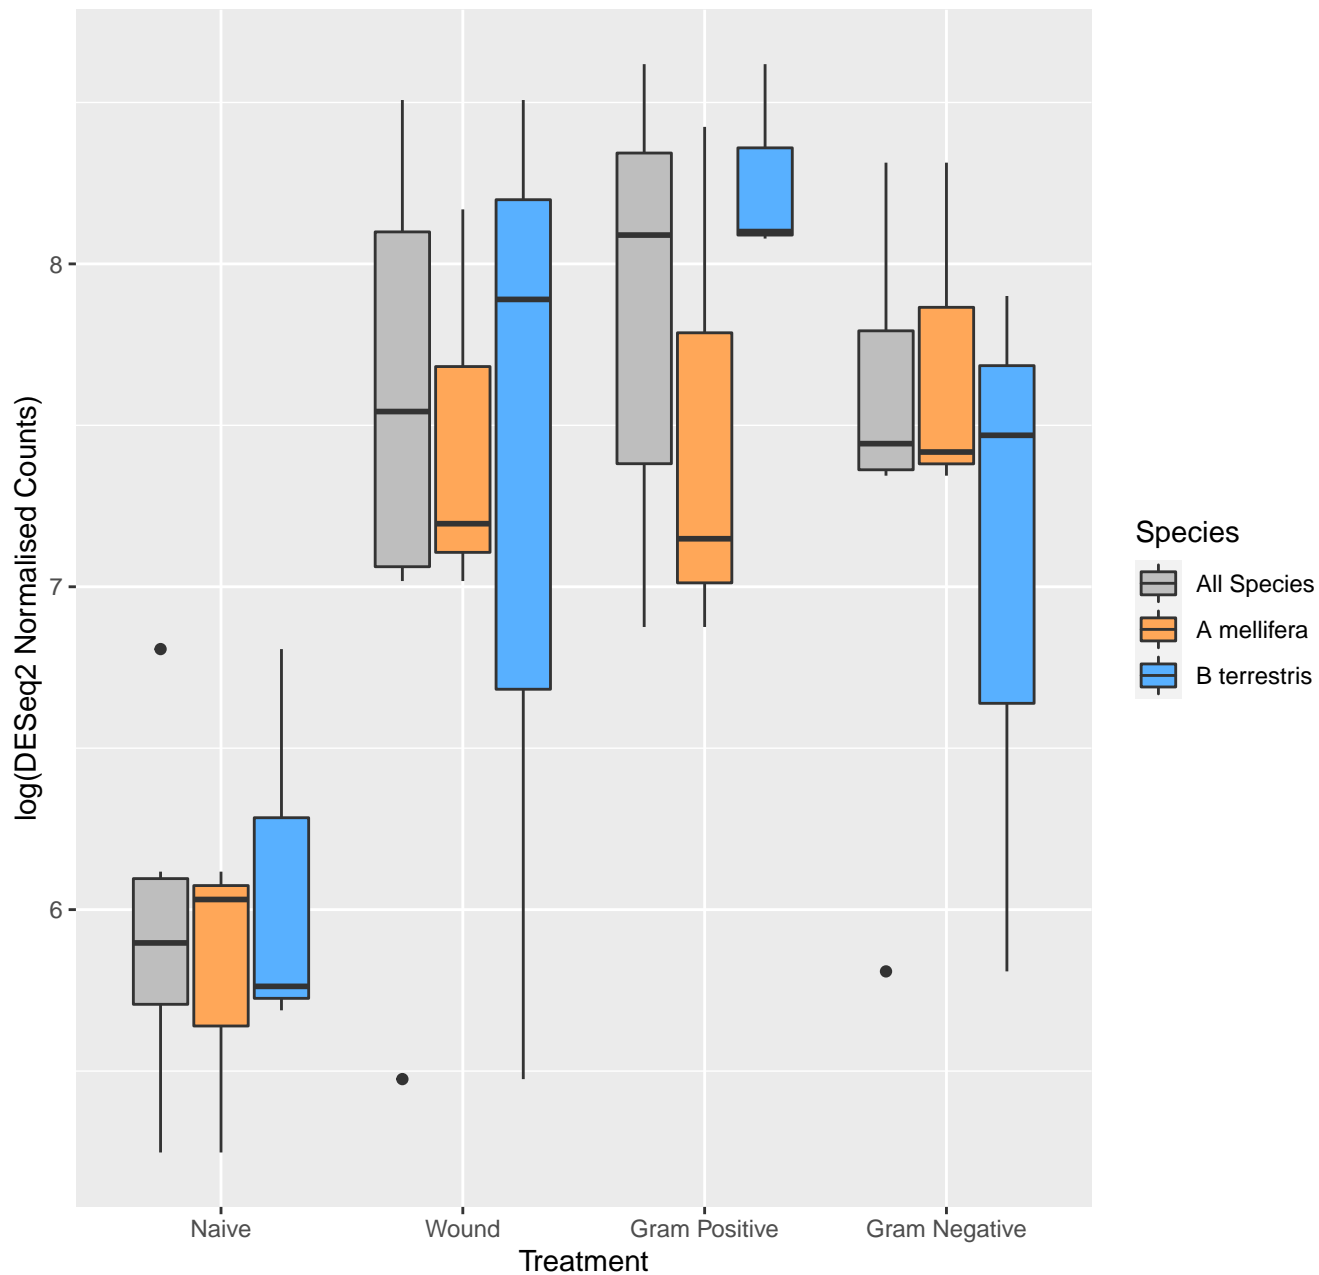 log(DESeq2 Normalised Counts)
8
7
6
Naive
Wound
Gram Positive
Gram Negative
Treatment
Species
All Species
A mellifera
B terrestris